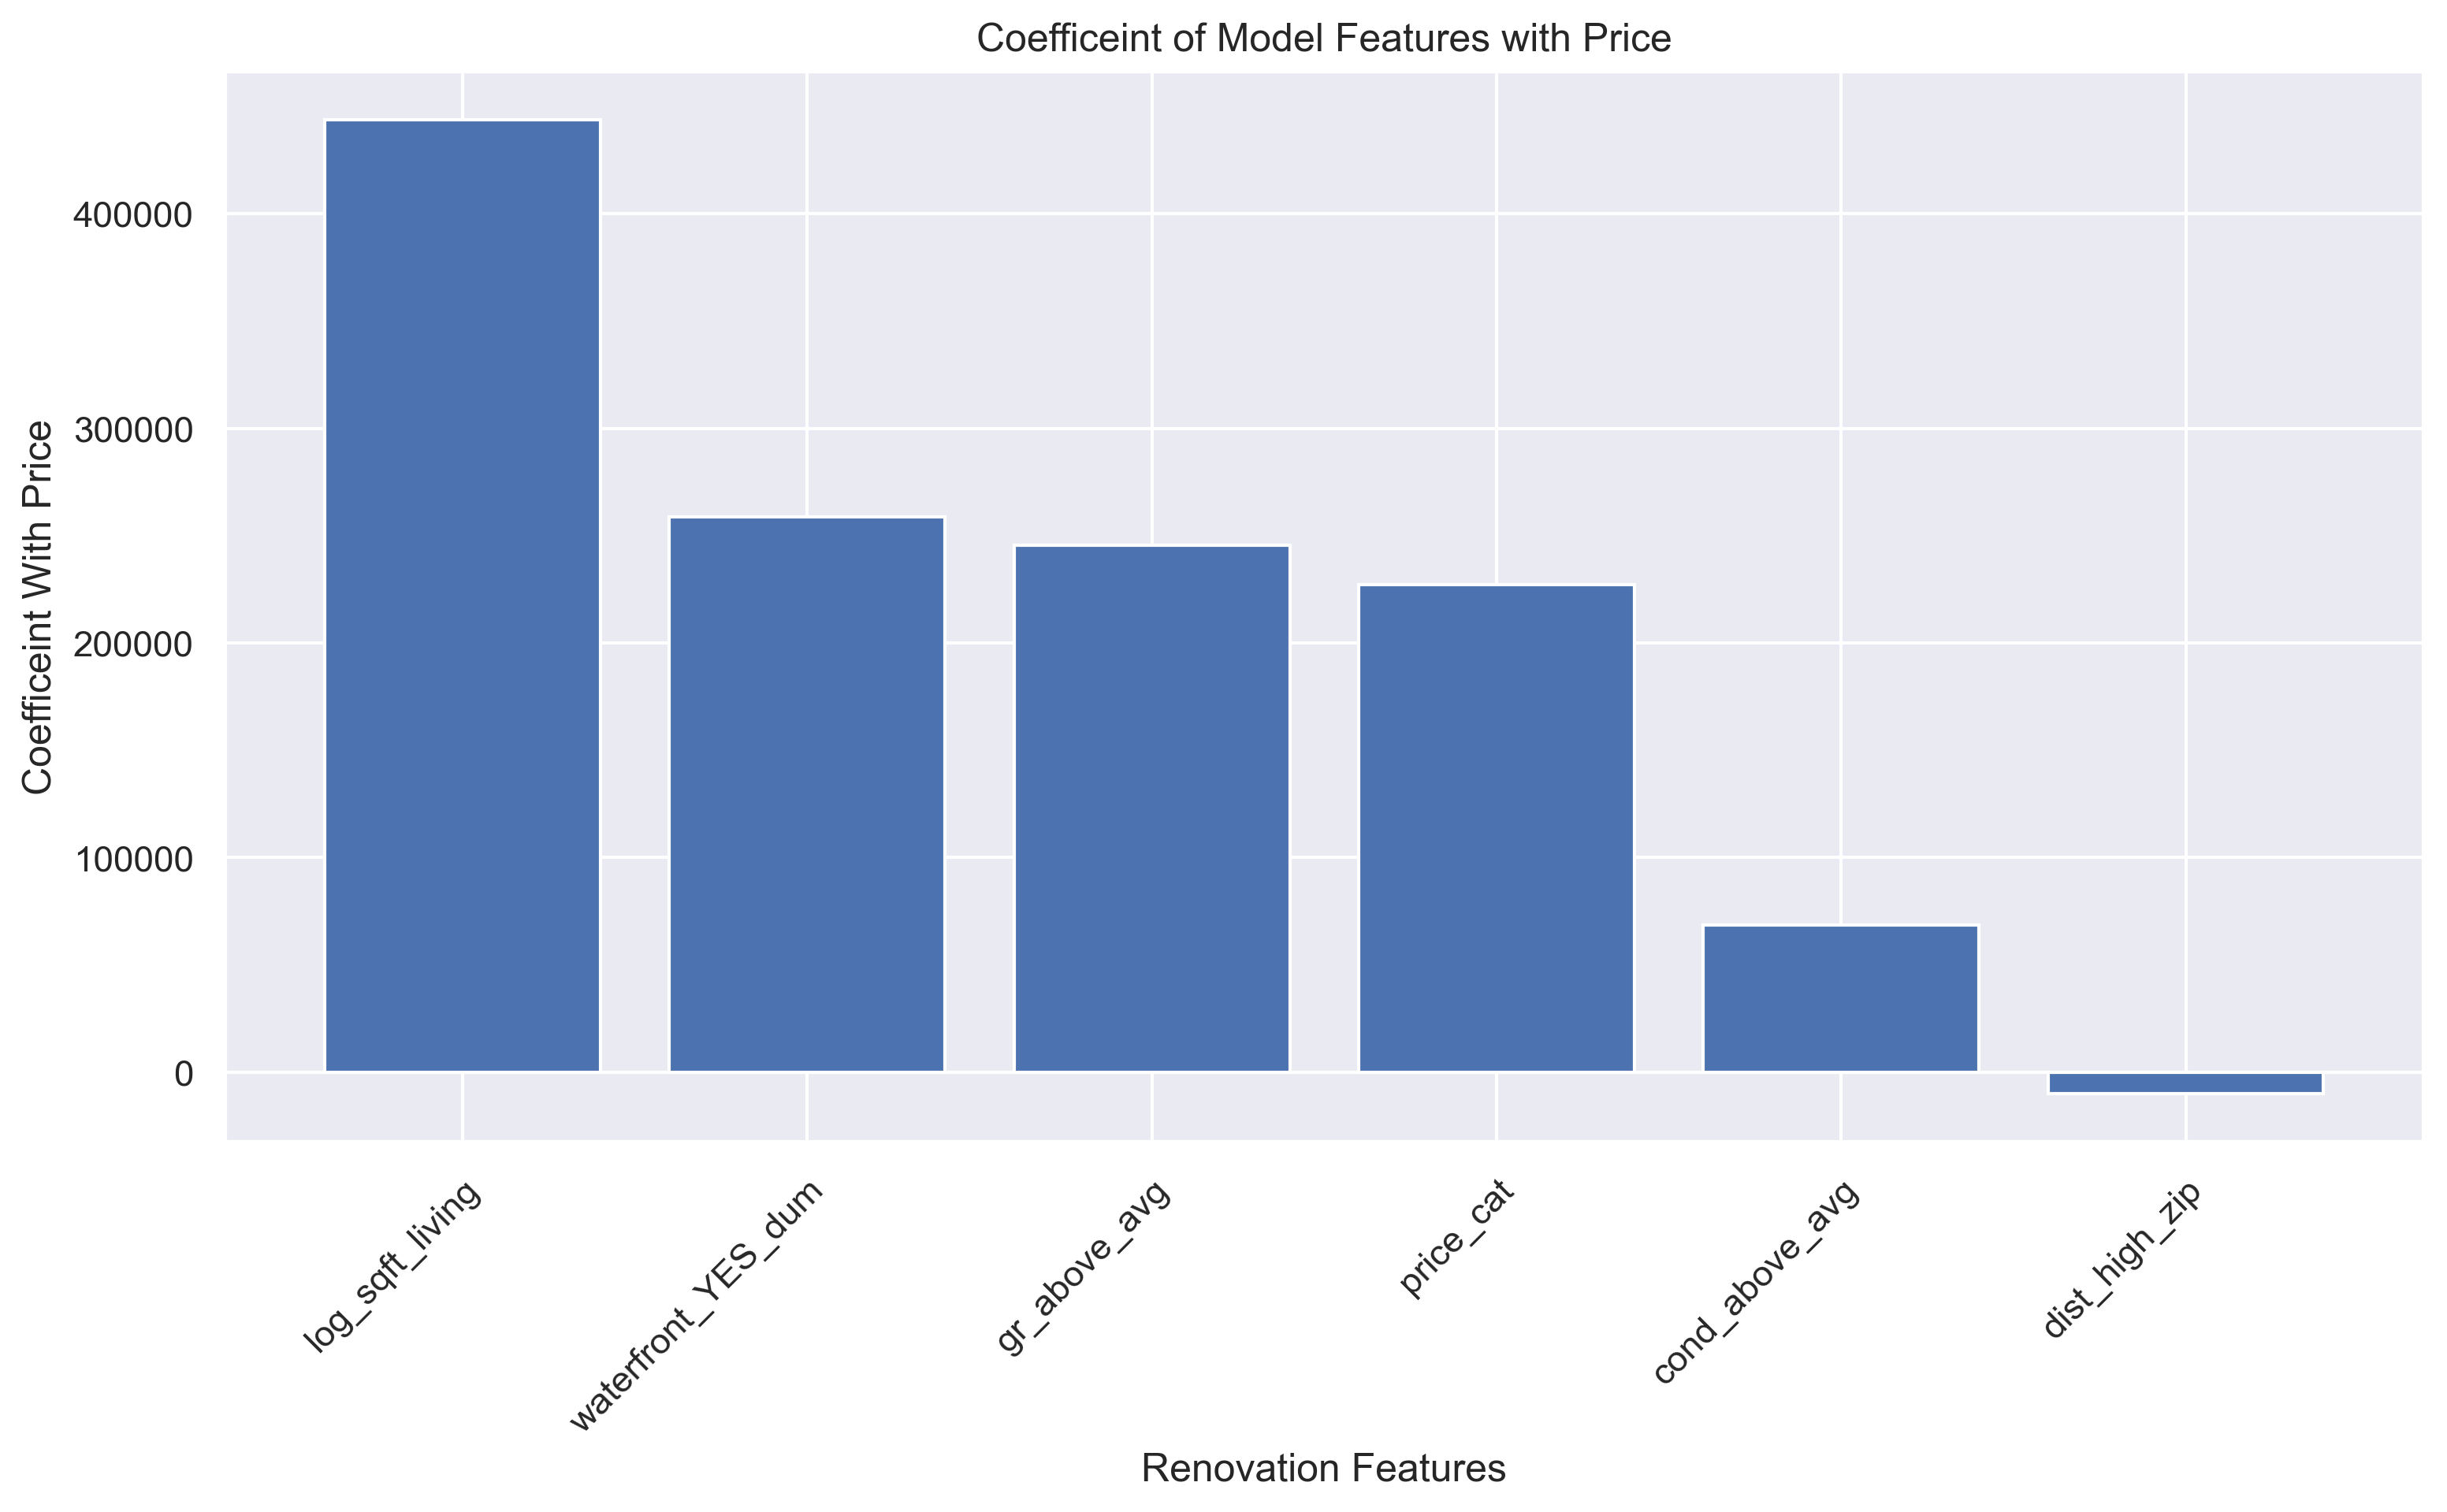 Coefficeint of Model Features with Price
Coefficeint With Price
400000
300000
200000
100000
0
log_sqft_living
waterfront_YES_dum
gr_above_avg
price_cat
cond_above_avg
dist_high_zip
Renovation Features